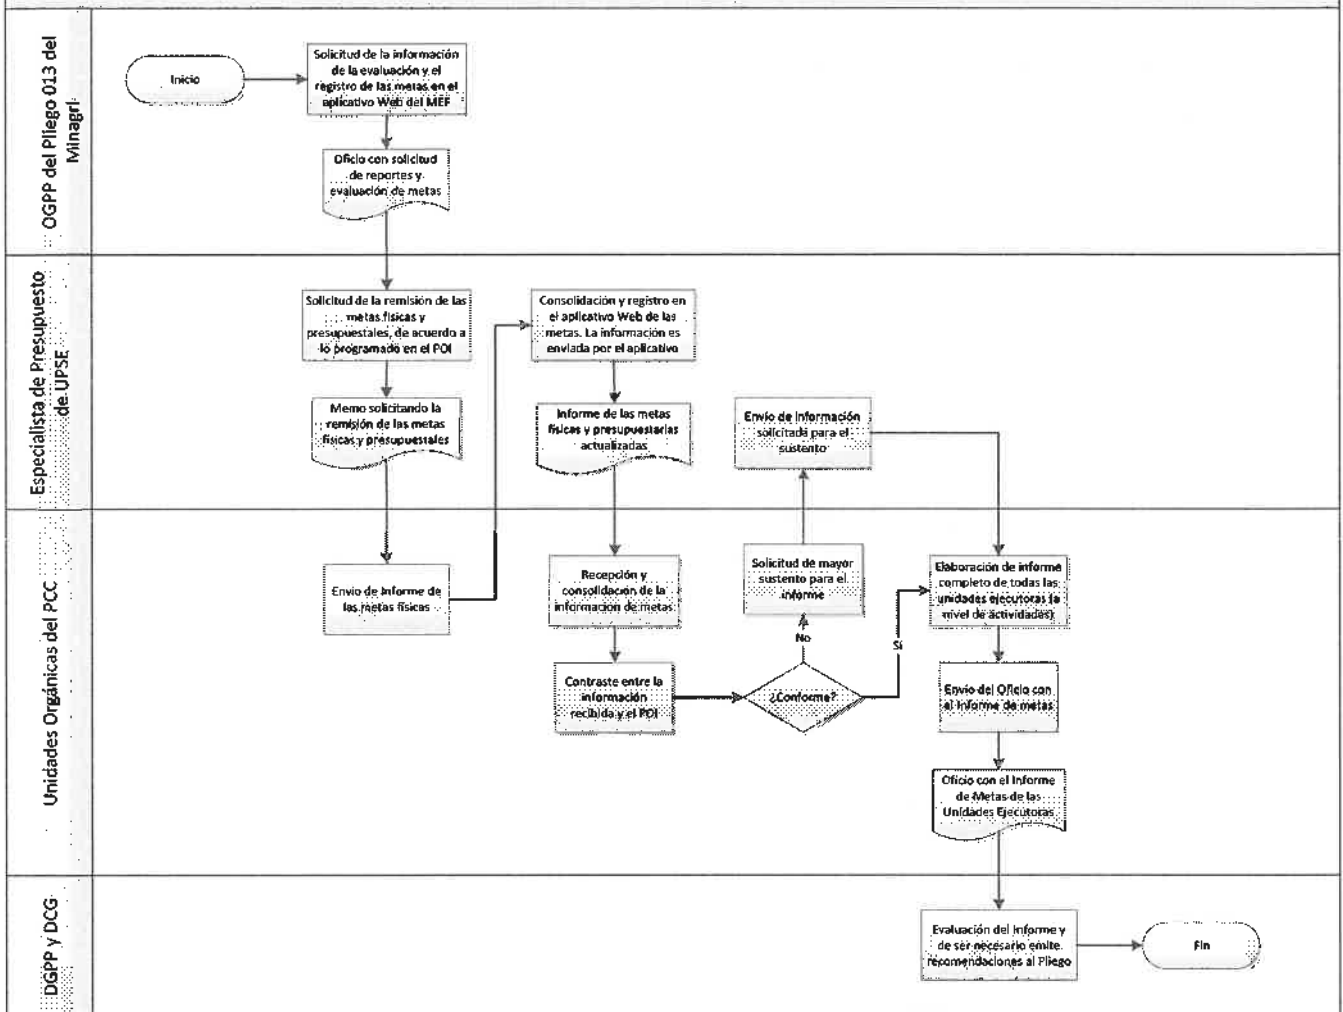 OGPP del Pliego 013 del
Minagri
Inicio
Solicitud de la información
de la evaluación y el
registro de las metas en el
aplicativo Web del MEF
Oficio con solicitud
de reportes y
evaluación de metas
Especialista de Presupuesto
de UPSE
Solicitud de la remisión de las
metas físicas y
presupuestales, de acuerdo a
lo programado en el POI
Memo solicitando la
remisión de las metas
físicas y presupuestales
Consolidación y registro en
el aplicativo Web de las
metas. La información es
enviada por el aplicativo
Informe de las metas
físicas y presupuestarias
actualizadas
Envío de información
solicitada para el
sustento
Unidades Orgánicas del PCC
Envío de Informe de
las metas físicas
Recepción y
consolidación de la
información de metas
Contraste entre la
información
recibida y el POI
Solicitud de mayor
sustento para el
informe
No
¿Conforme?
Sí
Elaboración de informe
completo de todas las
unidades ejecutoras (a
nivel de actividades)
Envío del Oficio con
el Informe de metas
Oficio con el Informe
de Metas de las
Unidades Ejecutoras
DGPP y DCG
Evaluación del Informe y
de ser necesario emite
recomendaciones al Pliego
Fin